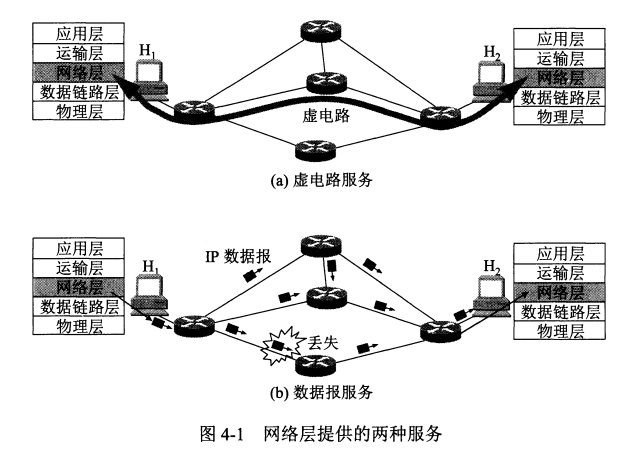 应用层
运输层
网络层
数据链路层
物理层
H1
虚电路
H2
应用层
运输层
网络层
数据链路层
物理层
(a) 虚电路服务
应用层
运输层
网络层
数据链路层
物理层
H1
IP 数据报
丢失
H2
应用层
运输层
网络层
数据链路层
物理层
(b) 数据报服务
图 4-1 网络层提供的两种服务